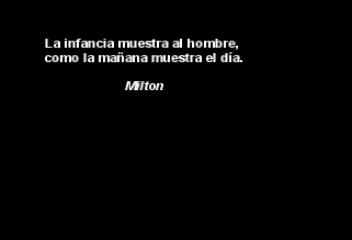 La infancia muestra al hombre,
como la mañana muestra el día.
Milton